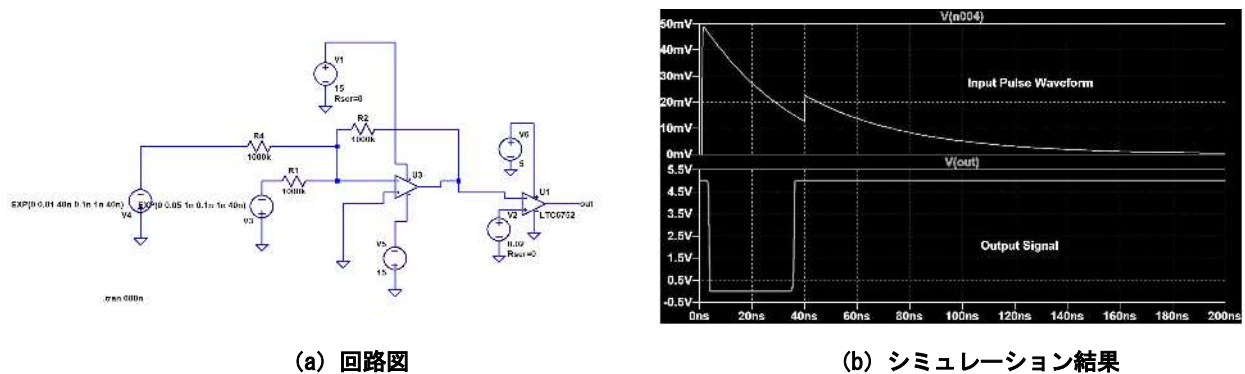 V1
15
Rser=0
R2
1000k
R4
1000k
R1
1000k
V6
5
U3
U1
LTC6752
out
EXP(0 0.01 40n 0.1n 1n 40n)
V4
EXP(0 0.05 1n 0.1n 1n 40n)
V3
V2
0.02
Rser=0
V5
15
(a) 回路図
V(n004)
50mV
40mV
30mV
20mV
10mV
0mV
Input Pulse Waveform
V(out)
5.5V
4.5V
3.5V
2.5V
1.5V
0.5V
-0.5V
Output Signal
0ns 20ns 40ns 60ns 80ns 100ns 120ns 140ns 160ns 180ns 200ns
(b) シミュレーション結果